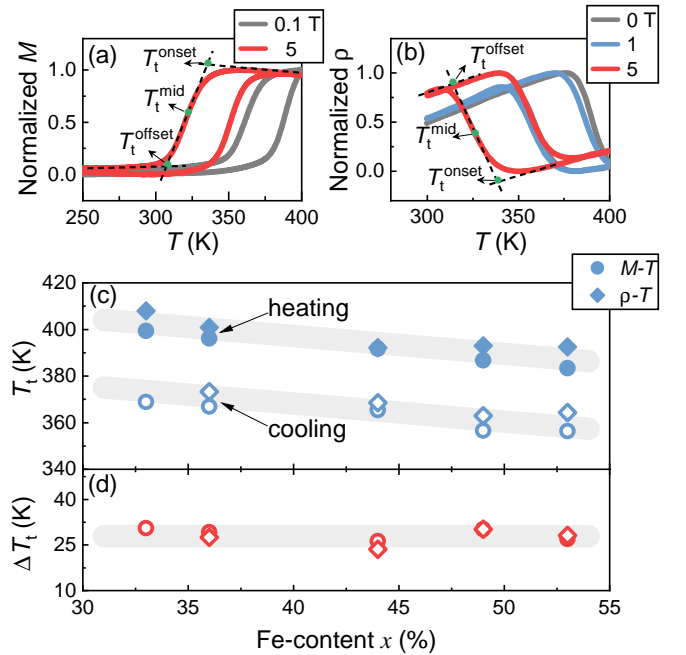 0.1 T
5
(a)
T_t^onset
T_t^mid
T_t^offset
Normalized M
1.0
0.5
0.0
250
300
350
400
T (K)
0 T
1
5
(b)
T_t^offset
T_t^mid
T_t^onset
Normalized ρ
1.0
0.5
0.0
300
350
400
T (K)
M-T
ρ-T
(c)
heating
cooling
T_t (K)
420
400
380
360
340
(d)
ΔT_t (K)
60
45
25
10
30
35
40
45
50
55
Fe-content x (%)